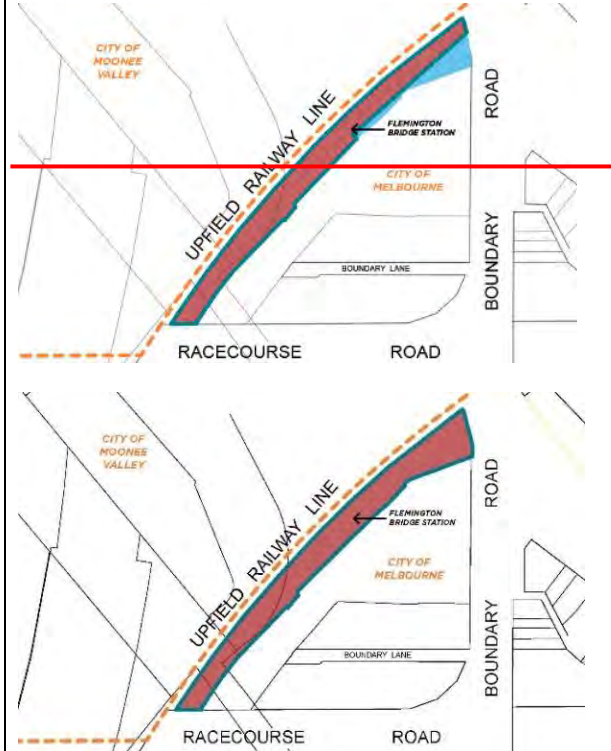 CITY OF
MOONEE
VALLEY
ROAD
FLEMINGTON
BRIDGE STATION
UPFIELD RAILWAY LINE
CITY OF
MELBOURNE
BOUNDARY
BOUNDARY LANE
RACECOURSE ROAD
CITY OF
MOONEE
VALLEY
ROAD
FLEMINGTON
BRIDGE STATION
UPFIELD RAILWAY LINE
CITY OF
MELBOURNE
BOUNDARY
BOUNDARY LANE
RACECOURSE ROAD